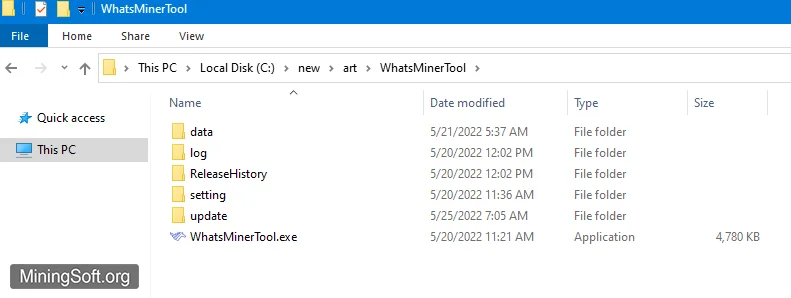 WhatsMinerTool
File Home Share View
This PC Local Disk (C:) new art WhatsMinerTool
Quick access
This PC
Name Date modified Type Size
data 5/21/2022 5:37 AM File folder
log 5/20/2022 12:02 PM File folder
ReleaseHistory 5/20/2022 12:02 PM File folder
setting 5/20/2022 11:36 AM File folder
update 5/25/2022 7:05 AM File folder
WhatsMinerTool.exe 5/20/2022 11:21 AM Application 4,780 KB
MiningSoft.org